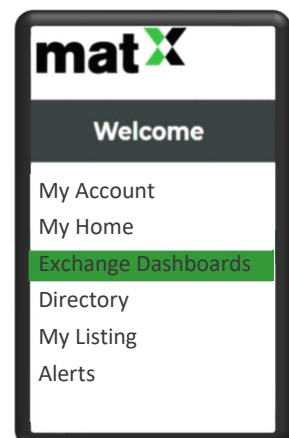 matX
Welcome
My Account
My Home
Exchange Dashboards
Directory
My Listing
Alerts